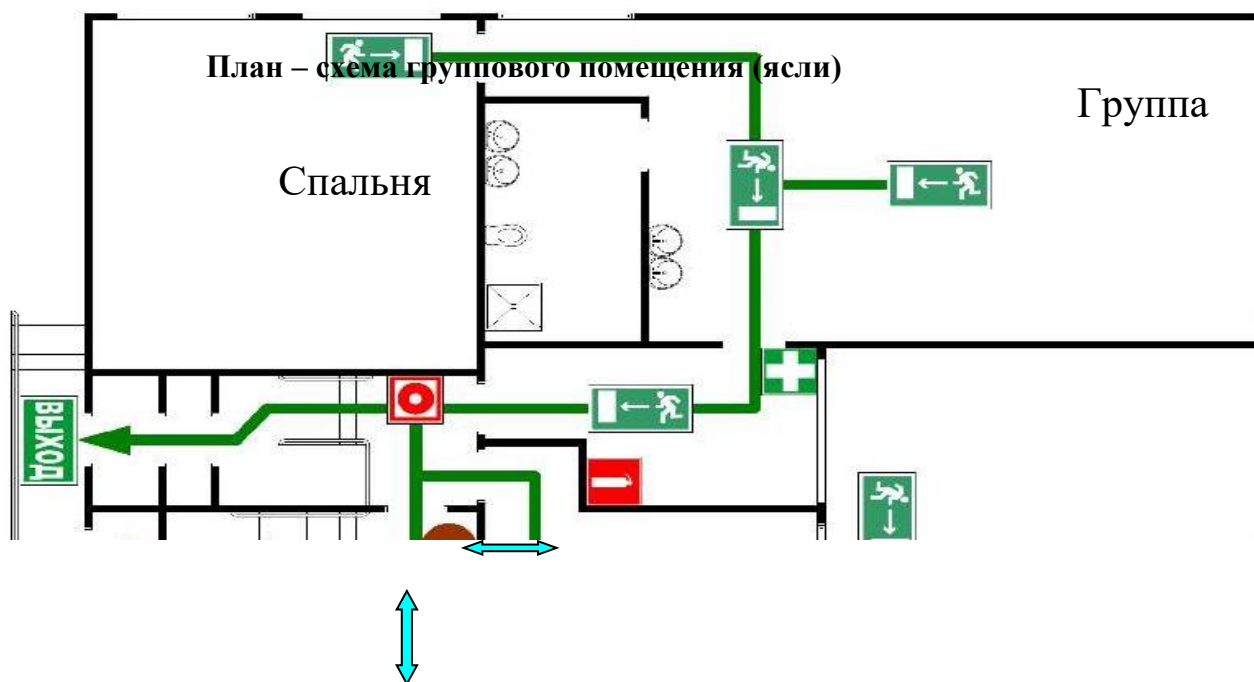 План – схема группового помещения (ясли)
Группа
Спальня
ВЫХОД